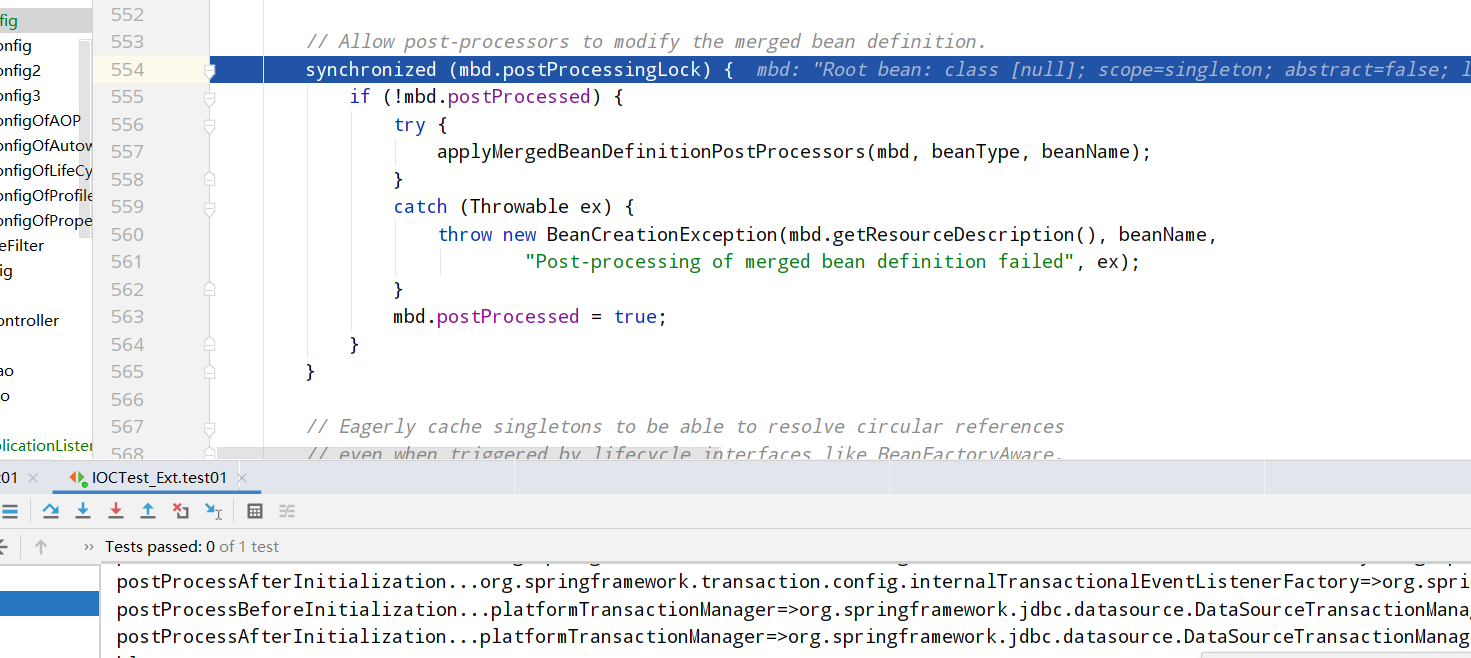 552
fig
553 // Allow post-processors to modify the merged bean definition.
onfig
554 synchronized (mbd.postProcessingLock) { mbd: "Root bean: class [null]; scope=singleton; abstract=false; l
onfig2
555 if (!mbd.postProcessed) {
onfig3
556 try {
onfigOfAOP
557 applyMergedBeanDefinitionPostProcessors(mbd, beanType, beanName);
onfigOfAutow
558 }
onfigOfLifeCy
559 catch (Throwable ex) {
onfigOfProfile
560 throw new BeanCreationException(mbd.getResourceDescription(), beanName,
onfigOfPrope
561 "Post-processing of merged bean definition failed", ex);
eFilter
562 }
ig
563 mbd.postProcessed = true;
ontroller
564 }
565 }
ao
566
o
567 // Eagerly cache singletons to be able to resolve circular references
plicationListen
568 // even when triggered by lifecycle interfaces like BeanFactoryAware.
t01 IOCTest_Ext.test01
» Tests passed: 0 of 1 test
postProcessAfterInitialization...org.springframework.transaction.config.internalTransactionalEventListenerFactory=>org.spri
postProcessBeforeInitialization...platformTransactionManager=>org.springframework.jdbc.datasource.DataSourceTransactionMana
postProcessAfterInitialization...platformTransactionManager=>org.springframework.jdbc.datasource.DataSourceTransactionManag